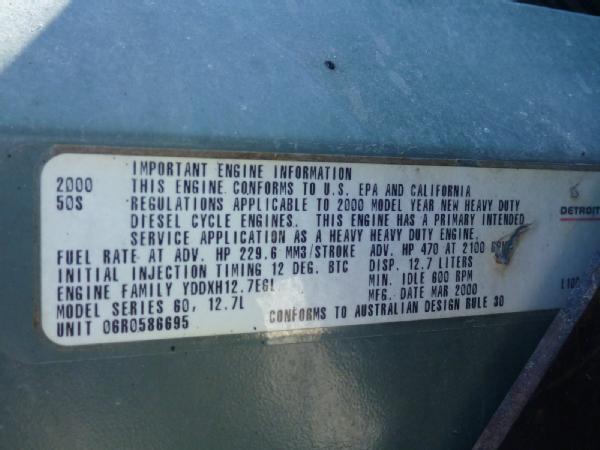 IMPORTANT ENGINE INFORMATION
2000 THIS ENGINE CONFORMS TO U.S. EPA AND CALIFORNIA
50S REGULATIONS APPLICABLE TO 2000 MODEL YEAR NEW HEAVY DUTY
DIESEL CYCLE ENGINES. THIS ENGINE HAS A PRIMARY INTENDED
SERVICE APPLICATION AS A HEAVY HEAVY DUTY ENGINE.
FUEL RATE AT ADV. HP 229.6 MM3/STROKE ADV. HP 470 AT 2100 RPM
INITIAL INJECTION TIMING 12 DEG. BTC DISP. 12.7 LITERS
ENGINE FAMILY YDDXH12.7EGL MIN. IDLE 600 RPM
MODEL SERIES 60, 12.7L MFG. DATE MAR 2000
UNIT 06R0586695 CONFORMS TO AUSTRALIAN DESIGN RULE 30
DETROIT